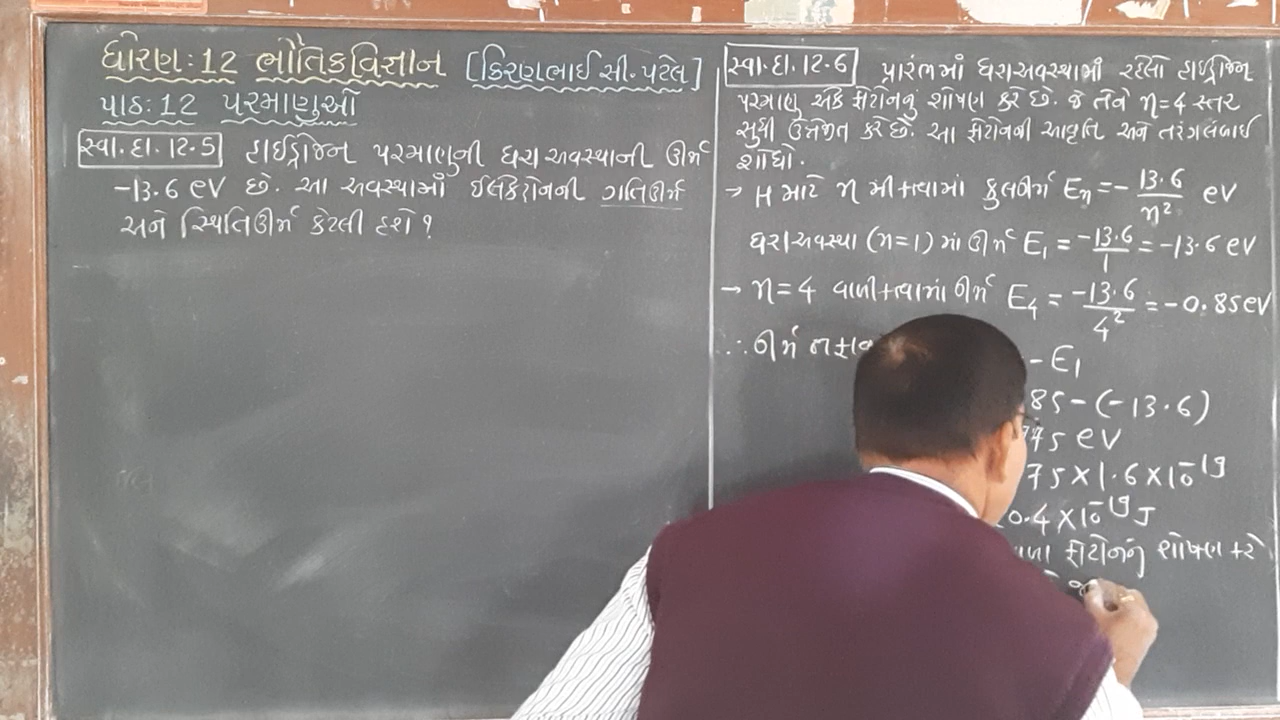 ધોરણ: 12 ભૌતિકવિજ્ઞાન [કિરણભાઈ સી. પટેલ]
પાઠ: 12 પરમાણુઓ
સ્વા. દા. 12.5 હાઈડ્રોજન પરમાણુની ધરા અવસ્થાની ઊર્જા
-13.6 eV છે. આ અવસ્થામાં ઈલેક્ટ્રોનની ગતિઊર્જા
અને સ્થિતિઊર્જા કેટલી હશે?
સ્વા. દા. 12.6 પ્રારંભમાં ધરા અવસ્થામાં રહેલો હાઈડ્રોજન
પરમાણુ એક ફોટોનનું શોષણ કરે છે. જે તેને n=4 સ્તર
સુધી ઉત્તેજીત કરે છે. આ ફોટોનની આવૃત્તિ અને તરંગલંબાઈ
શોધો.
→ H માટે n મી કક્ષામાં કુલઊર્જા En = - 13.6/n² eV
ધરા અવસ્થા (n=1) માં ઊર્જા E₁ = -13.6/1 = -13.6 eV
→ n=4 વાળી કક્ષામાં ઊર્જા E₄ = -13.6/4² = -0.85 eV
∴ ઊર્જા - E₁
85 - (-13.6)
75 eV
75 × 1.6 × 10⁻¹⁹
0.4 × 10⁻¹⁹ J
ફોટોનનું શોષણ કરે